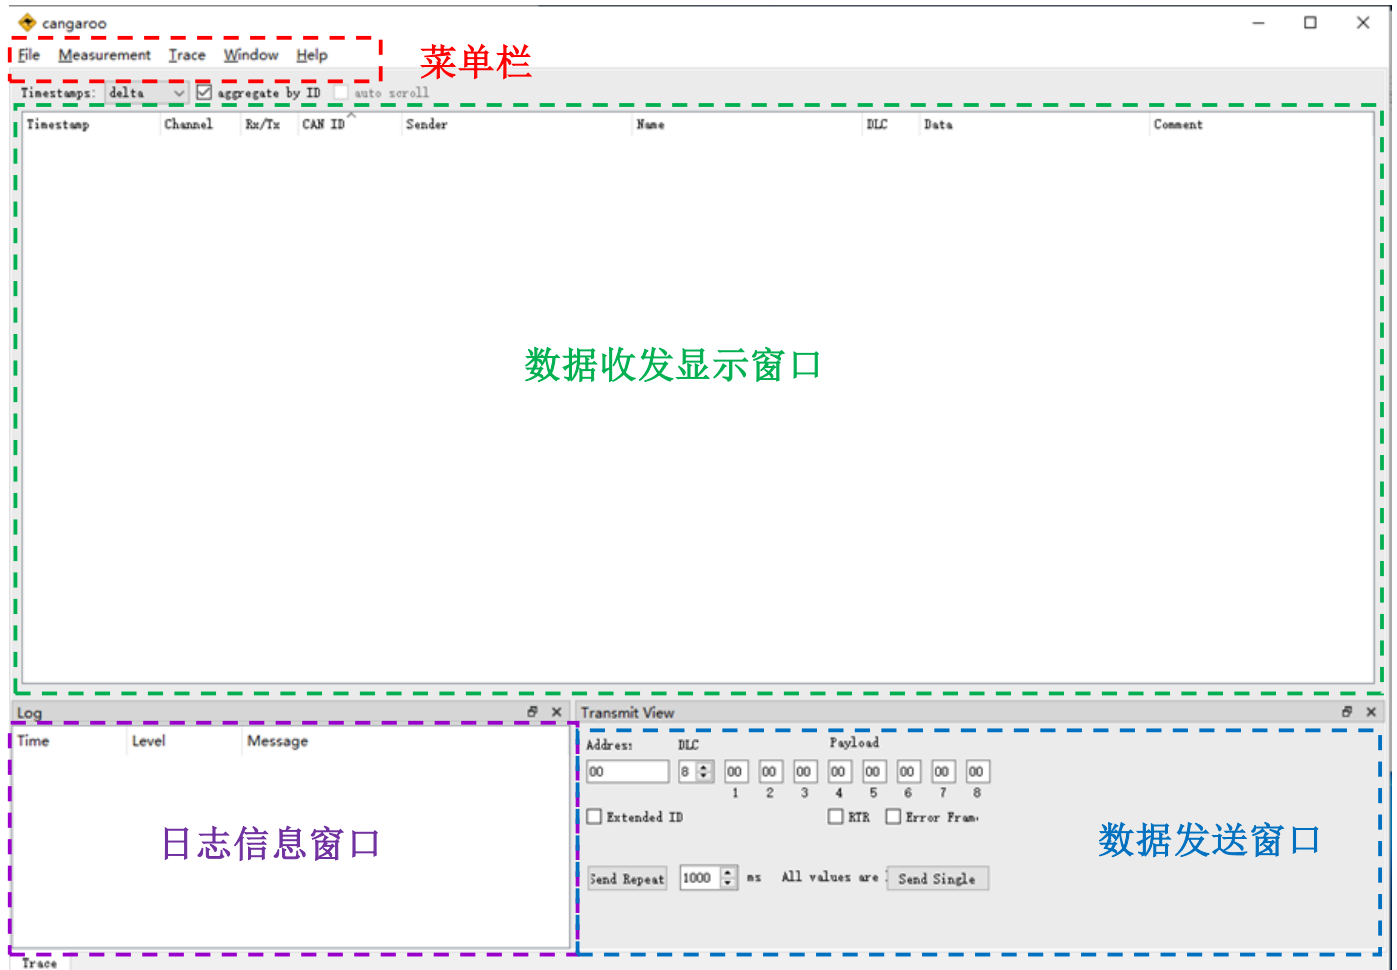 cangaroo
File Measurement Trace Window Help
菜单栏
Timestamps: delta aggregate by ID auto scroll
Timestamp Channel Rx/Tx CAN ID Sender Name DLC Data Comment
数据收发显示窗口
Log
Time Level Message
日志信息窗口
Transmit View
Address DLC Payload
00 8 00 00 00 00 00 00 00 00
1 2 3 4 5 6 7 8
Extended ID RTR Error Fram
数据发送窗口
Send Repeat 1000 ms All values are Send Single
Trace